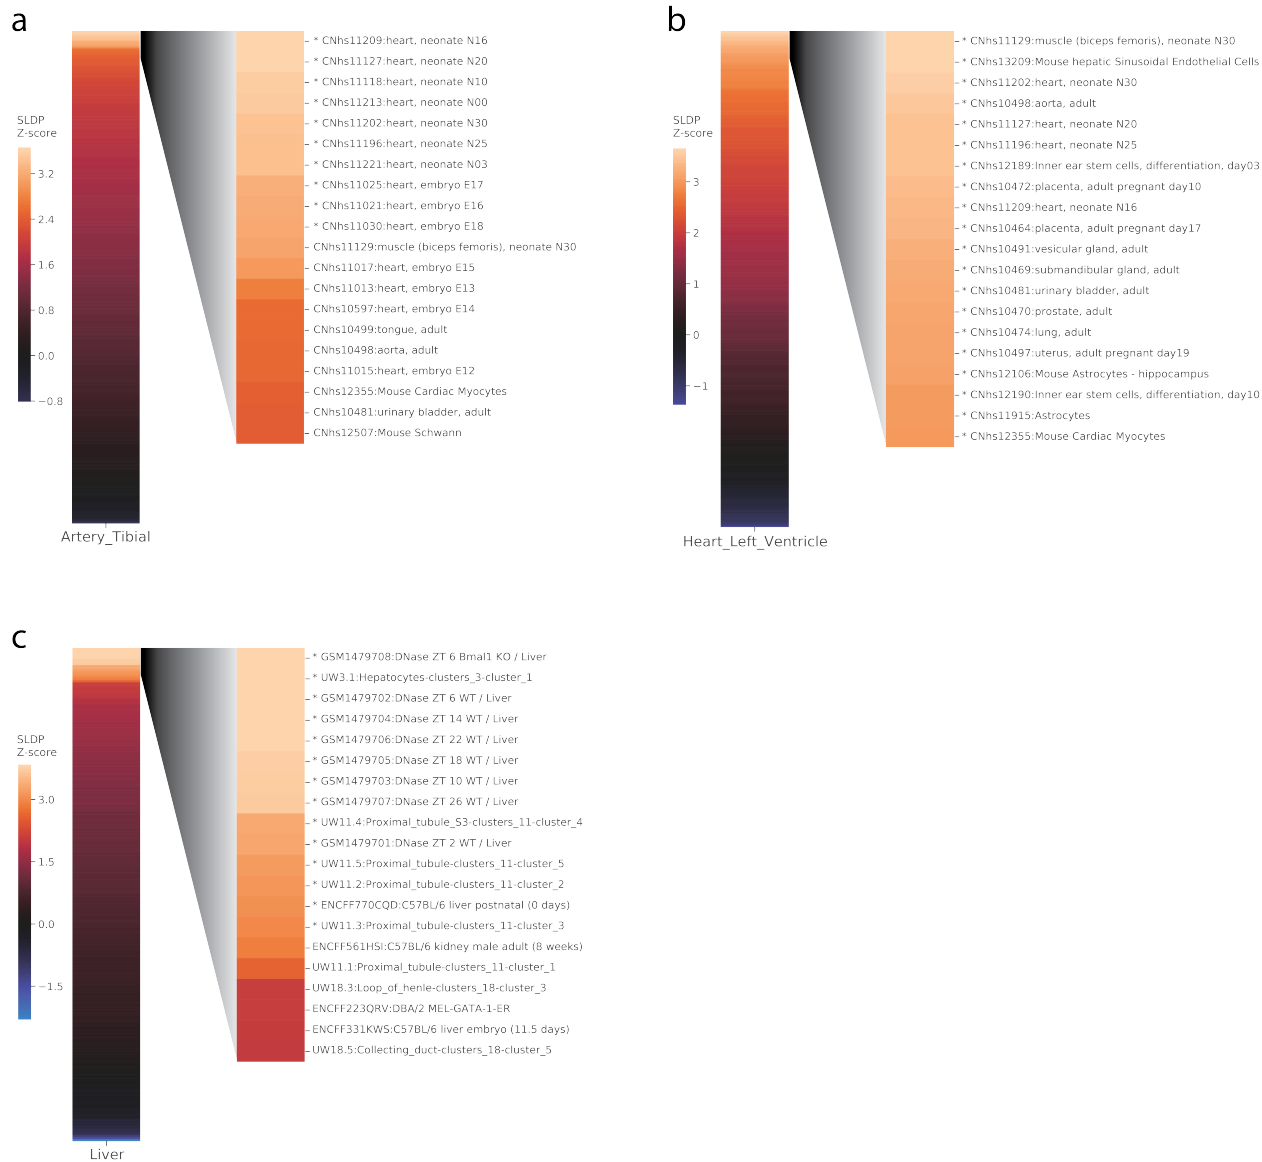 a
SLDP
Z-score
3.2
2.4
1.6
0.8
0.0
−0.8
* CNhs11209:heart, neonate N16
* CNhs11127:heart, neonate N20
* CNhs11118:heart, neonate N10
* CNhs11213:heart, neonate N00
* CNhs11202:heart, neonate N30
* CNhs11196:heart, neonate N25
* CNhs11221:heart, neonate N03
* CNhs11025:heart, embryo E17
* CNhs11021:heart, embryo E16
* CNhs11030:heart, embryo E18
CNhs11129:muscle (biceps femoris), neonate N30
CNhs11017:heart, embryo E15
CNhs11013:heart, embryo E13
CNhs10597:heart, embryo E14
CNhs10499:tongue, adult
CNhs10498:aorta, adult
CNhs11015:heart, embryo E12
CNhs12355:Mouse Cardiac Myocytes
CNhs10481:urinary bladder, adult
CNhs12507:Mouse Schwann
Artery_Tibial
b
SLDP
Z-score
3
2
1
0
−1
* CNhs11129:muscle (biceps femoris), neonate N30
* CNhs13209:Mouse hepatic Sinusoidal Endothelial Cells
* CNhs11202:heart, neonate N30
* CNhs10498:aorta, adult
* CNhs11127:heart, neonate N20
* CNhs11196:heart, neonate N25
* CNhs12189:Inner ear stem cells, differentiation, day03
* CNhs10472:placenta, adult pregnant day10
* CNhs11209:heart, neonate N16
* CNhs10464:placenta, adult pregnant day17
* CNhs10491:vesicular gland, adult
* CNhs10469:submandibular gland, adult
* CNhs10481:urinary bladder, adult
* CNhs10470:prostate, adult
* CNhs10474:lung, adult
* CNhs10497:uterus, adult pregnant day19
* CNhs12106:Mouse Astrocytes - hippocampus
* CNhs12190:Inner ear stem cells, differentiation, day10
* CNhs11915:Astrocytes
* CNhs12355:Mouse Cardiac Myocytes
Heart_Left_Ventricle
c
SLDP
Z-score
3.0
1.5
0.0
−1.5
* GSM1479708:DNase ZT 6 Bmal1 KO / Liver
* UW3.1:Hepatocytes-clusters_3-cluster_1
* GSM1479702:DNase ZT 6 WT / Liver
* GSM1479704:DNase ZT 14 WT / Liver
* GSM1479706:DNase ZT 22 WT / Liver
* GSM1479705:DNase ZT 18 WT / Liver
* GSM1479703:DNase ZT 10 WT / Liver
* GSM1479707:DNase ZT 26 WT / Liver
* UW11.4:Proximal_tubule_S3-clusters_11-cluster_4
* GSM1479701:DNase ZT 2 WT / Liver
* UW11.5:Proximal_tubule-clusters_11-cluster_5
* UW11.2:Proximal_tubule-clusters_11-cluster_2
* ENCFF770CQD:C57BL/6 liver postnatal (0 days)
* UW11.3:Proximal_tubule-clusters_11-cluster_3
ENCFF561HSI:C57BL/6 kidney male adult (8 weeks)
UW11.1:Proximal_tubule-clusters_11-cluster_1
UW18.3:Loop_of_henle-clusters_18-cluster_3
ENCFF223QRV:DBA/2 MEL-GATA-1-ER
ENCFF331KWS:C57BL/6 liver embryo (11.5 days)
UW18.5:Collecting_duct-clusters_18-cluster_5
Liver